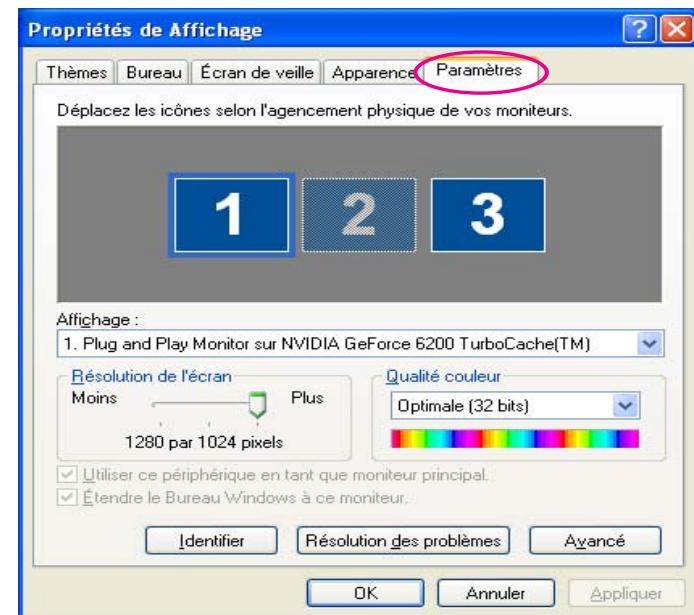 Propriétés de Affichage
Thèmes Bureau Écran de veille Apparence Paramètres
Déplacez les icônes selon l'agencement physique de vos moniteurs.
1 2 3
Affichage :
1. Plug and Play Monitor sur NVIDIA GeForce 6200 TurboCache(TM)
Résolution de l'écran
Moins Plus
1280 par 1024 pixels
Qualité couleur
Optimale (32 bits)
Utiliser ce périphérique en tant que moniteur principal.
Étendre le Bureau Windows à ce moniteur.
Identifier Résolution des problèmes Avancé
OK Annuler Appliquer